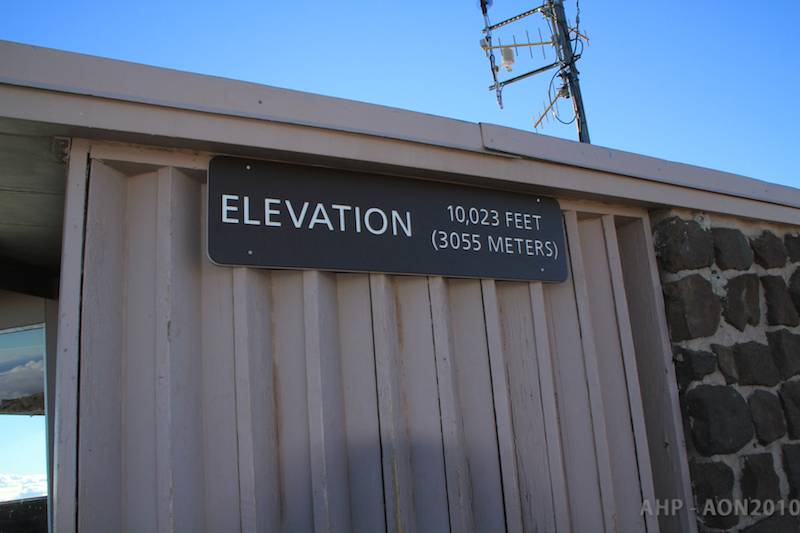 ELEVATION
10,023 FEET
(3055 METERS)
AHP - AON2010